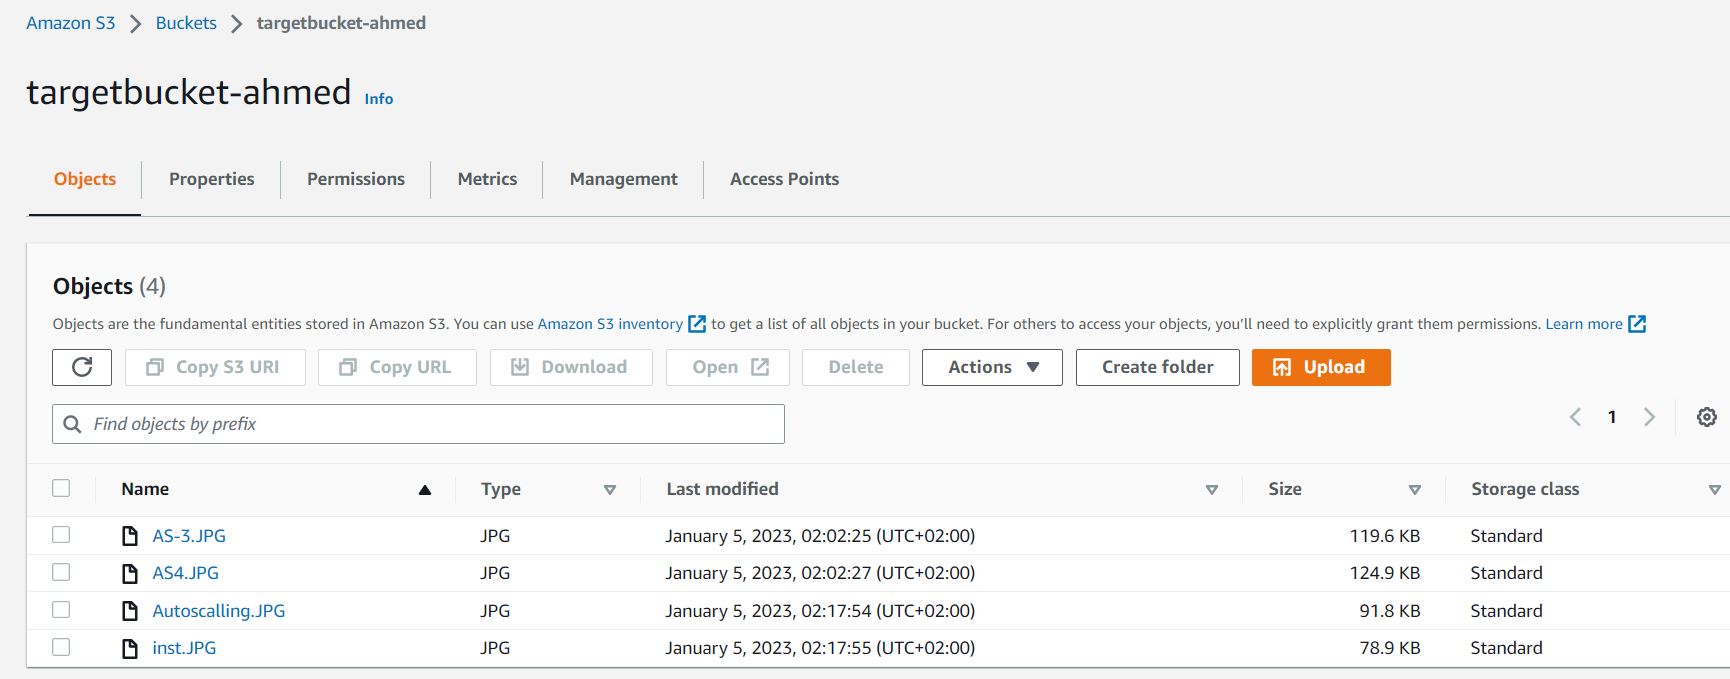 Amazon S3 > Buckets > targetbucket-ahmed
targetbucket-ahmed Info
Objects Properties Permissions Metrics Management Access Points
Objects (4)
Objects are the fundamental entities stored in Amazon S3. You can use Amazon S3 inventory to get a list of all objects in your bucket. For others to access your objects, you'll need to explicitly grant them permissions. Learn more
Copy S3 URI Copy URL Download Open Delete Actions Create folder Upload
Find objects by prefix 1
Name Type Last modified Size Storage class
AS-3.JPG JPG January 5, 2023, 02:02:25 (UTC+02:00) 119.6 KB Standard
AS4.JPG JPG January 5, 2023, 02:02:27 (UTC+02:00) 124.9 KB Standard
Autoscalling.JPG JPG January 5, 2023, 02:17:54 (UTC+02:00) 91.8 KB Standard
inst.JPG JPG January 5, 2023, 02:17:55 (UTC+02:00) 78.9 KB Standard